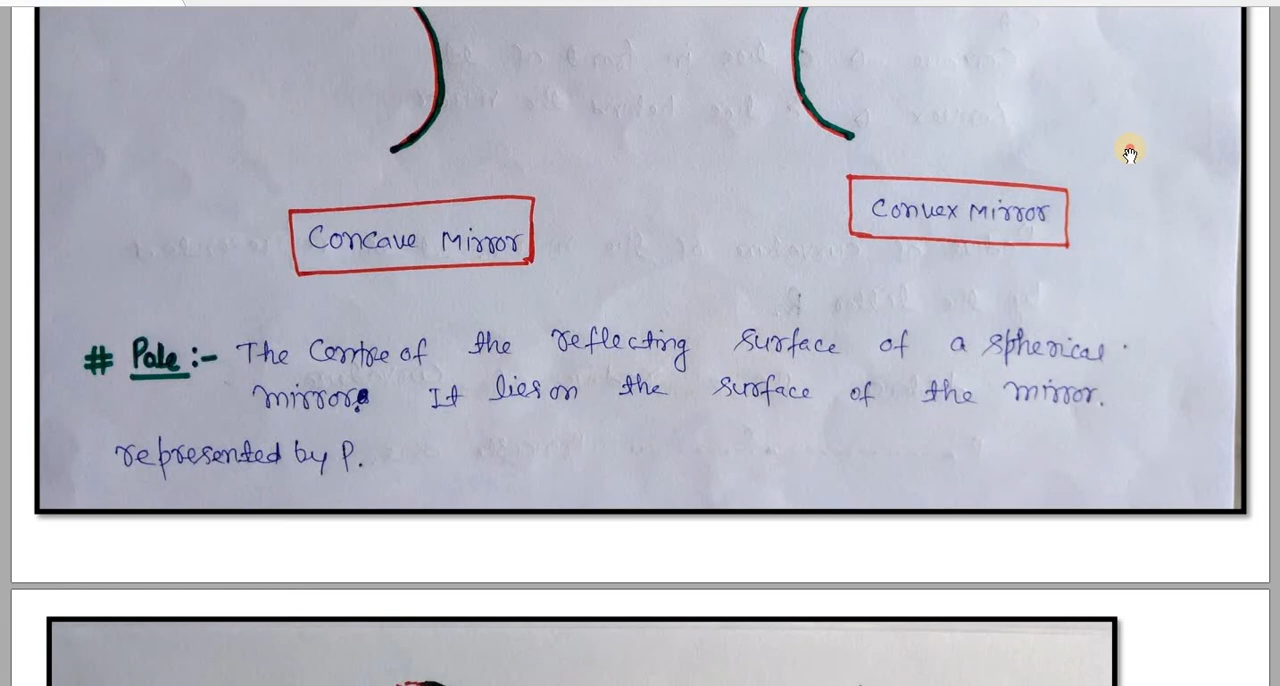 Concave Mirror
Convex Mirror
# Pole :- The Centre of the reflecting surface of a spherical
mirror. It lies on the surface of the mirror.
represented by P.